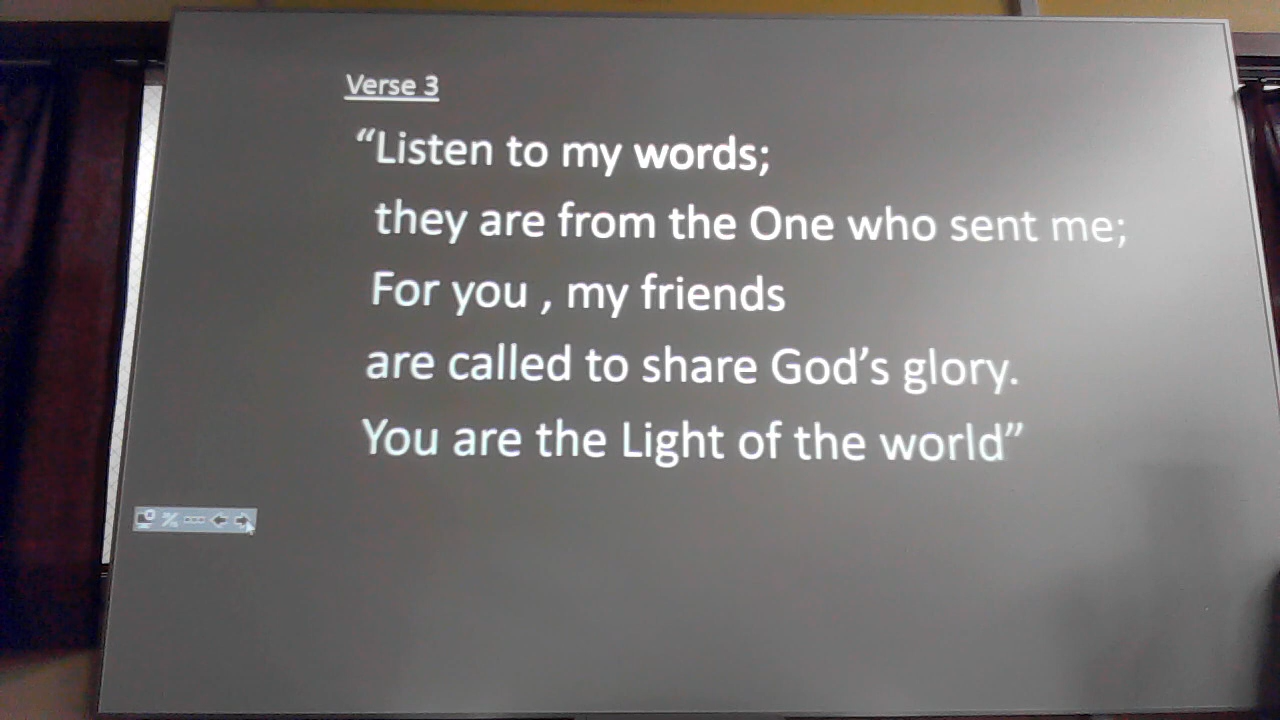 Verse 3
“Listen to my words;
they are from the One who sent me;
For you , my friends
are called to share God’s glory.
You are the Light of the world”